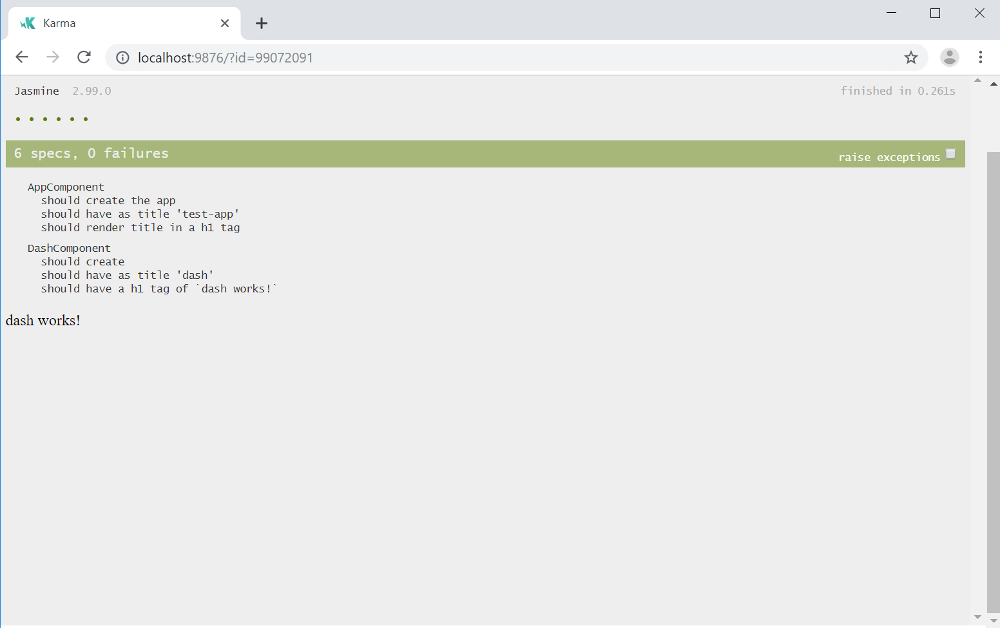 Karma
localhost:9876/?id=99072091
Jasmine 2.99.0 finished in 0.261s
• • • • • •
6 specs, 0 failures raise exceptions
AppComponent
should create the app
should have as title 'test-app'
should render title in a h1 tag
DashComponent
should create
should have as title 'dash'
should have a h1 tag of `dash works!`
dash works!